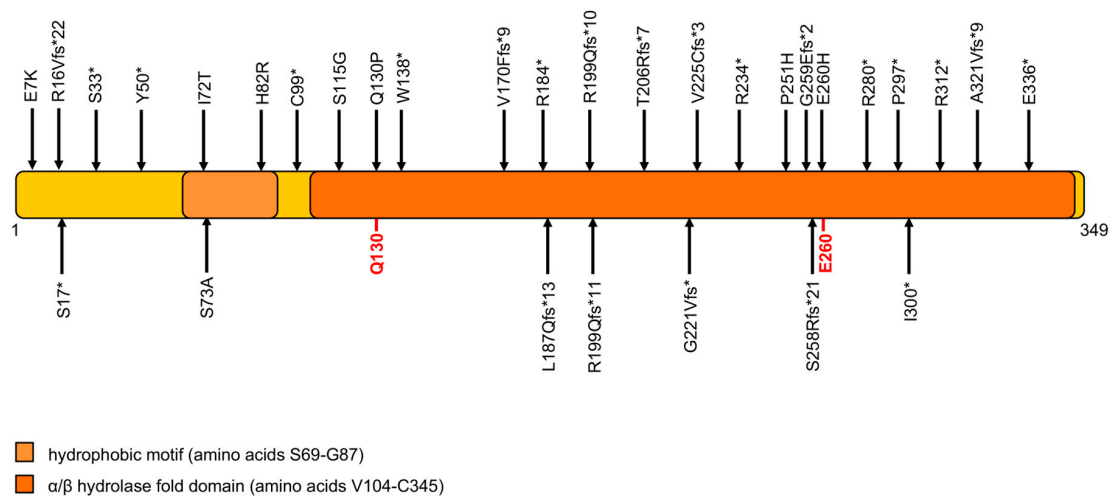 E7K
R16Vfs*22
S33*
Y50*
I72T
H82R
C99*
S115G
Q130P
W138*
V170Ffs*9
R184*
R199Qfs*10
T206Rfs*7
V225Cfs*3
R234*
P251H
G259Efs*2
E260H
R280*
P297*
R312*
A321Vfs*9
E336*
1
349
S17*
S73A
Q130
L187Qfs*13
R199Qfs*11
G221Vfs*
S258Rfs*21
E260
I300*
hydrophobic motif (amino acids S69-G87)
α/β hydrolase fold domain (amino acids V104-C345)